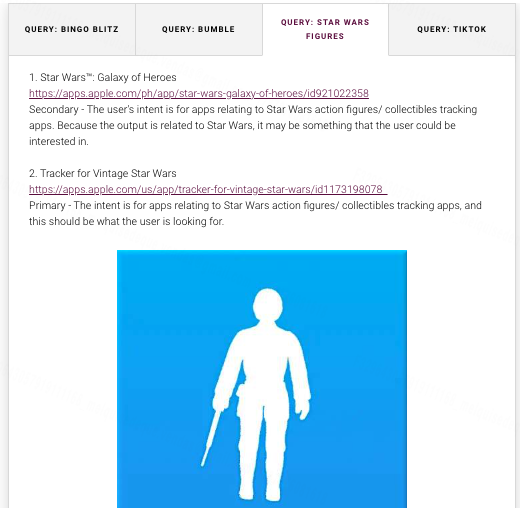 QUERY: BINGO BLITZ
QUERY: BUMBLE
QUERY: STAR WARS
FIGURES
QUERY: TIKTOK
1. Star Wars™: Galaxy of Heroes
https://apps.apple.com/ph/app/star-wars-galaxy-of-heroes/id921022358
Secondary - The user's intent is for apps relating to Star Wars action figures/ collectibles tracking
apps. Because the output is related to Star Wars, it may be something that the user could be
interested in.
2. Tracker for Vintage Star Wars
https://apps.apple.com/us/app/tracker-for-vintage-star-wars/id1173198078
Primary - The intent is for apps relating to Star Wars action figures/ collectibles tracking apps, and
this should be what the user is looking for.